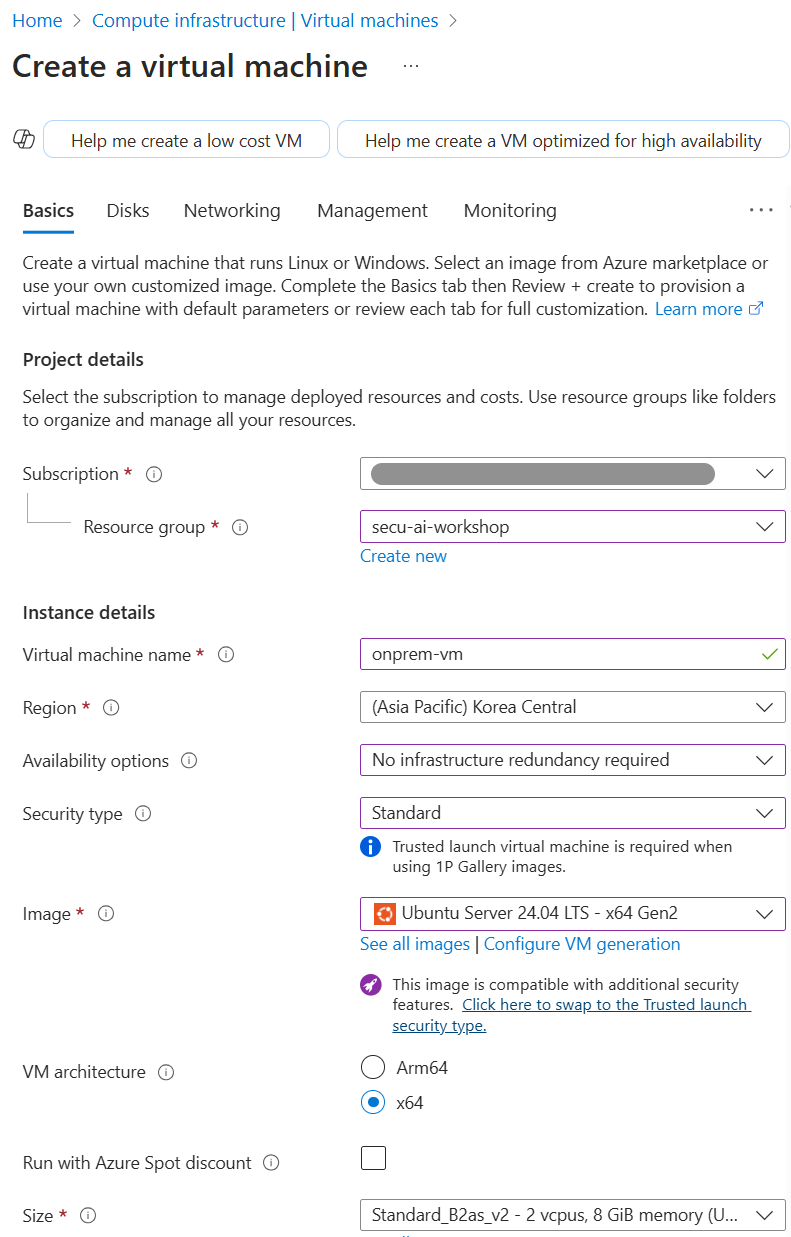 Home > Compute infrastructure | Virtual machines >
Create a virtual machine ...
Help me create a low cost VM
Help me create a VM optimized for high availability
Basics Disks Networking Management Monitoring ...
Create a virtual machine that runs Linux or Windows. Select an image from Azure marketplace or
use your own customized image. Complete the Basics tab then Review + create to provision a
virtual machine with default parameters or review each tab for full customization. Learn more
Project details
Select the subscription to manage deployed resources and costs. Use resource groups like folders
to organize and manage all your resources.
Subscription *
Resource group * secu-ai-workshop
Create new
Instance details
Virtual machine name * onprem-vm
Region * (Asia Pacific) Korea Central
Availability options No infrastructure redundancy required
Security type Standard
Trusted launch virtual machine is required when
using 1P Gallery images.
Image * Ubuntu Server 24.04 LTS - x64 Gen2
See all images | Configure VM generation
This image is compatible with additional security
features. Click here to swap to the Trusted launch
security type.
VM architecture Arm64
x64
Run with Azure Spot discount
Size * Standard_B2as_v2 - 2 vcpus, 8 GiB memory (U...